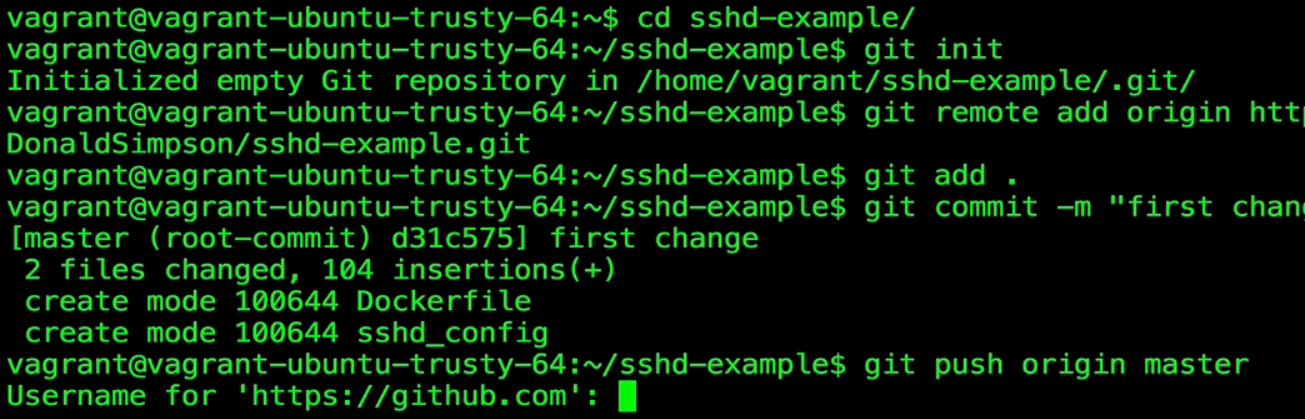 vagrant@vagrant-ubuntu-trusty-64:~$ cd sshd-example/
vagrant@vagrant-ubuntu-trusty-64:~/sshd-example$ git init
Initialized empty Git repository in /home/vagrant/sshd-example/.git/
vagrant@vagrant-ubuntu-trusty-64:~/sshd-example$ git remote add origin
DonaldSimpson/sshd-example.git
vagrant@vagrant-ubuntu-trusty-64:~/sshd-example$ git add .
vagrant@vagrant-ubuntu-trusty-64:~/sshd-example$ git commit -m "first
[master (root-commit) d31c575] first change
2 files changed, 104 insertions(+)
create mode 100644 Dockerfile
create mode 100644 sshd_config
vagrant@vagrant-ubuntu-trusty-64:~/sshd-example$ git push origin master
Username for 'https://github.com':